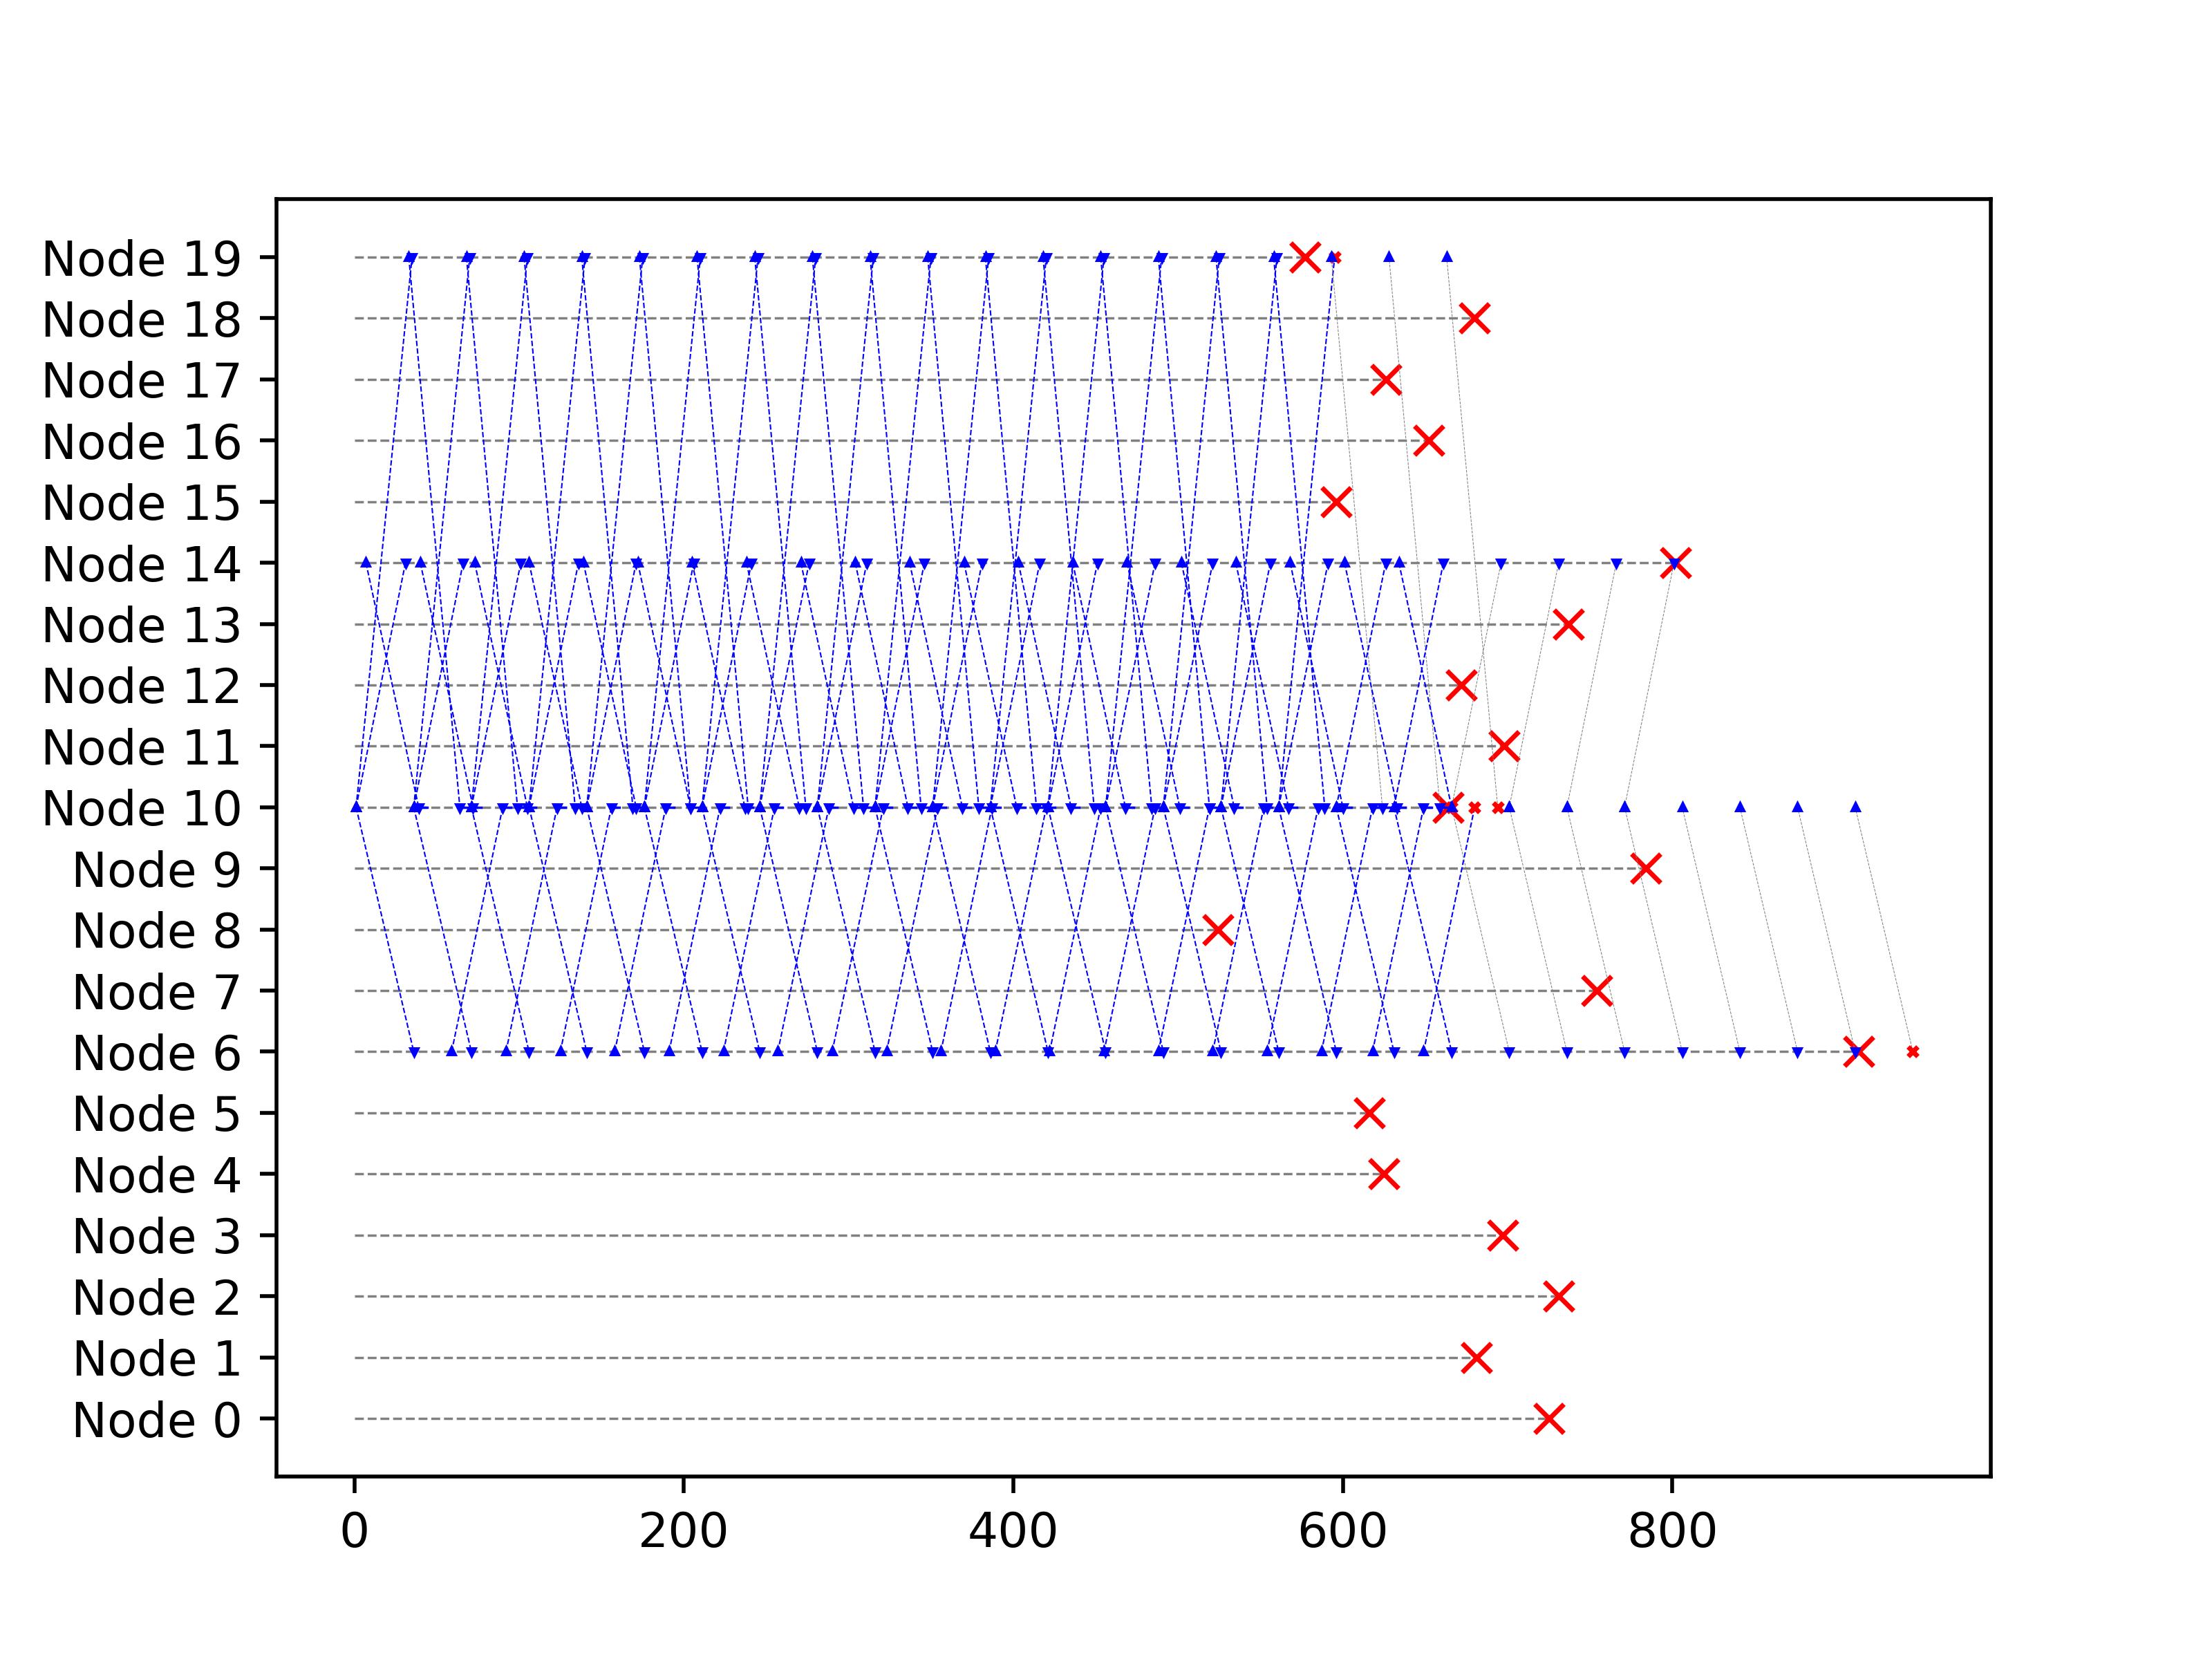 Node 19
Node 18
Node 17
Node 16
Node 15
Node 14
Node 13
Node 12
Node 11
Node 10
Node 9
Node 8
Node 7
Node 6
Node 5
Node 4
Node 3
Node 2
Node 1
Node 0
0 200 400 600 800